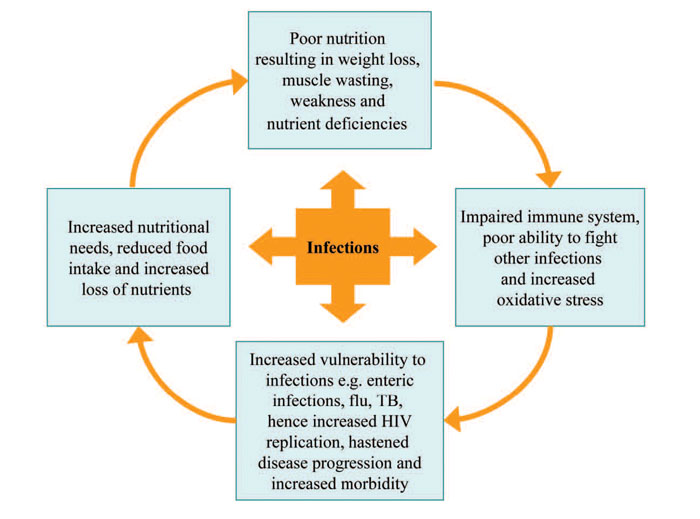 Poor nutrition
resulting in weight loss,
muscle wasting,
weakness and
nutrient deficiencies
Impaired immune system,
poor ability to fight
other infections
and increased
oxidative stress
Increased vulnerability to
infections e.g. enteric
infections, flu, TB,
hence increased HIV
replication, hastened
disease progression and
increased morbidity
Increased nutritional
needs, reduced food
intake and increased
loss of nutrients
Infections